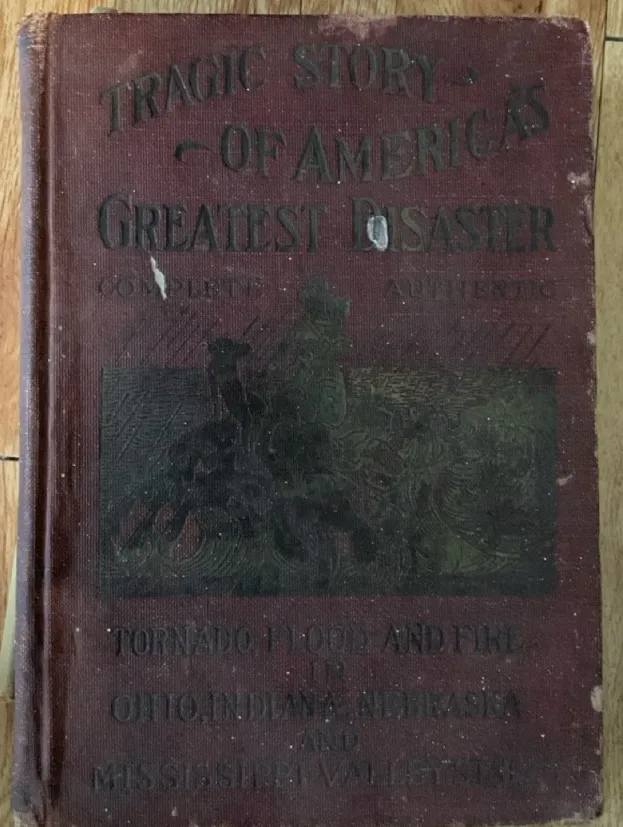 TRAGIC STORY
OF AMERICA'S
GREATEST DISASTER
COMPLETE AUTHENTIC
TORNADO, FLOOD AND FIRE
IN
OHIO, INDIANA, NEBRASKA
AND
MISSISSIPPI VALLEY